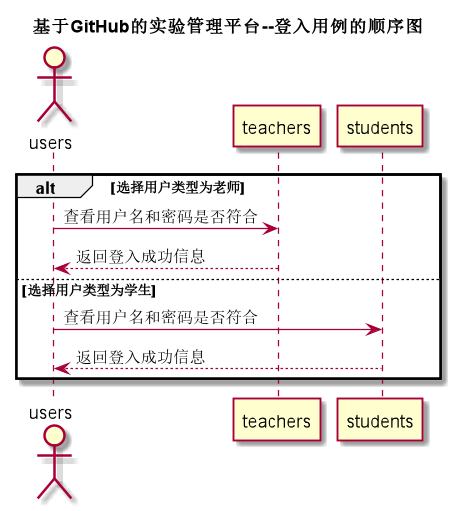 基于GitHub的实验管理平台--登入用例的顺序图
users
teachers
students
alt [选择用户类型为老师]
查看用户名和密码是否符合
返回登入成功信息
[选择用户类型为学生]
查看用户名和密码是否符合
返回登入成功信息
users
teachers
students